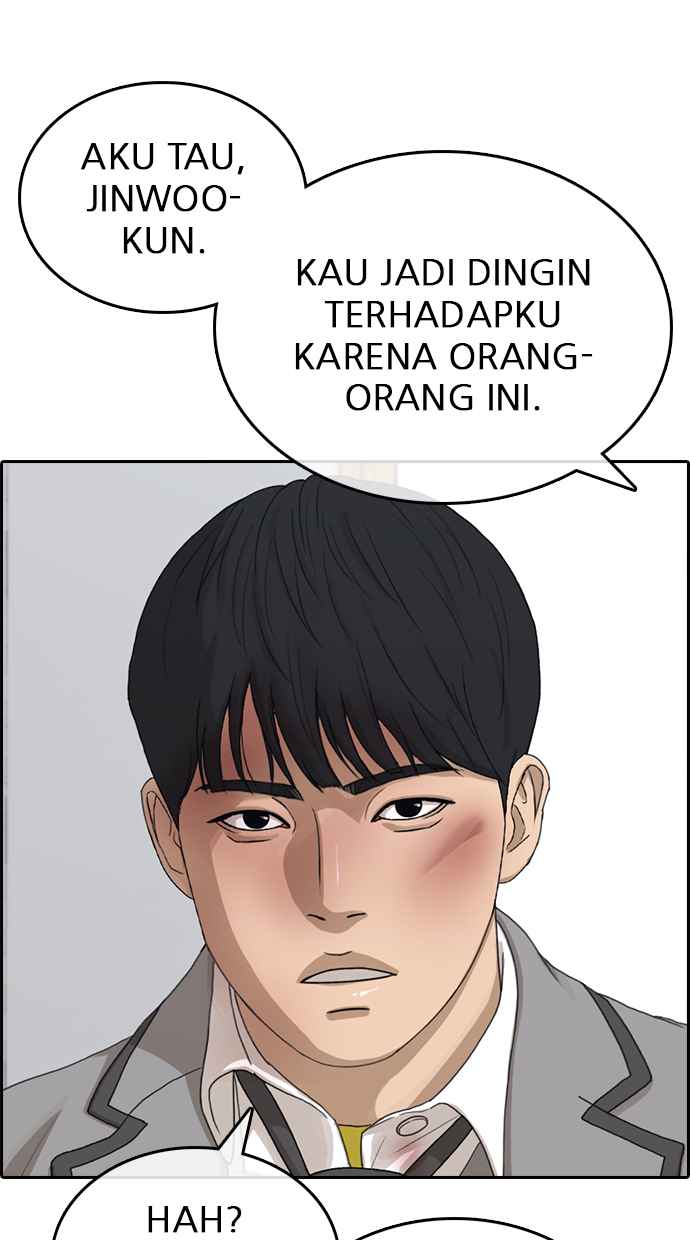 AKU TAU,
JINWOO-
KUN.
KAU JADI DINGIN
TERHADAPKU
KARENA ORANG-
ORANG INI.
HAH?